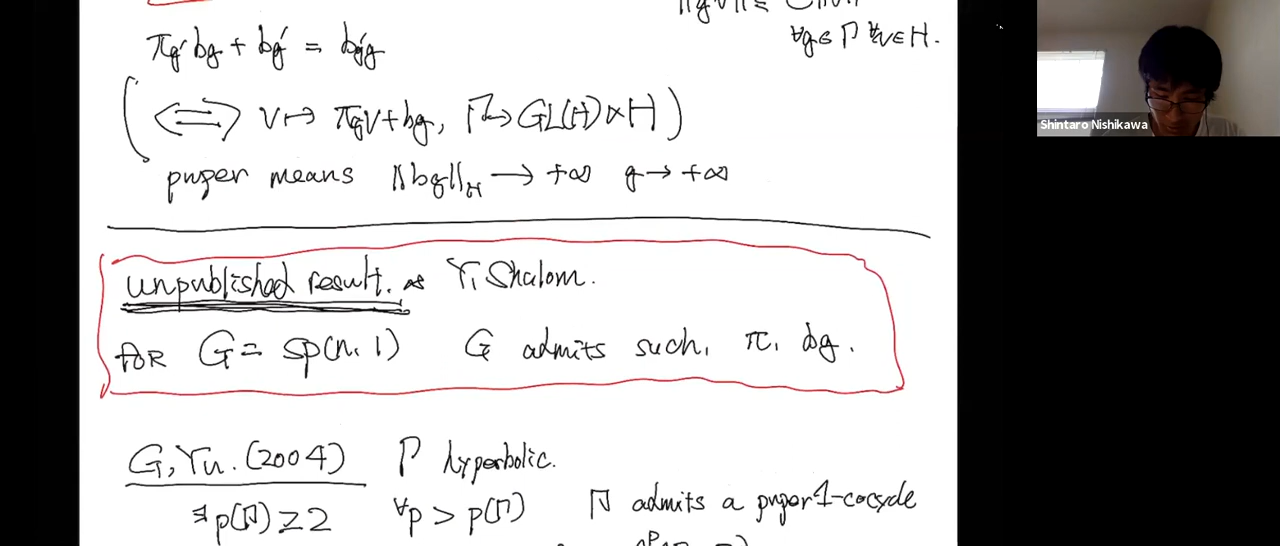 ∀g∈Γ ∀v∈H.
π_g' b_g + b_g' = b_g'g
(⟺ v ↦ π_g v + b_g, Γ → GL(H) ⋉ H)
proper means ‖b_g‖_H → +∞ g → +∞
unpublished result. Y. Shalom.
FOR G = sp(n, 1) G admits such, π, b_g.
G, Yu. (2004) Γ hyperbolic.
∃p(Γ) ≥ 2 ∀p > p(Γ) Γ admits a proper 1-cocycle
Shintaro Nishikawa